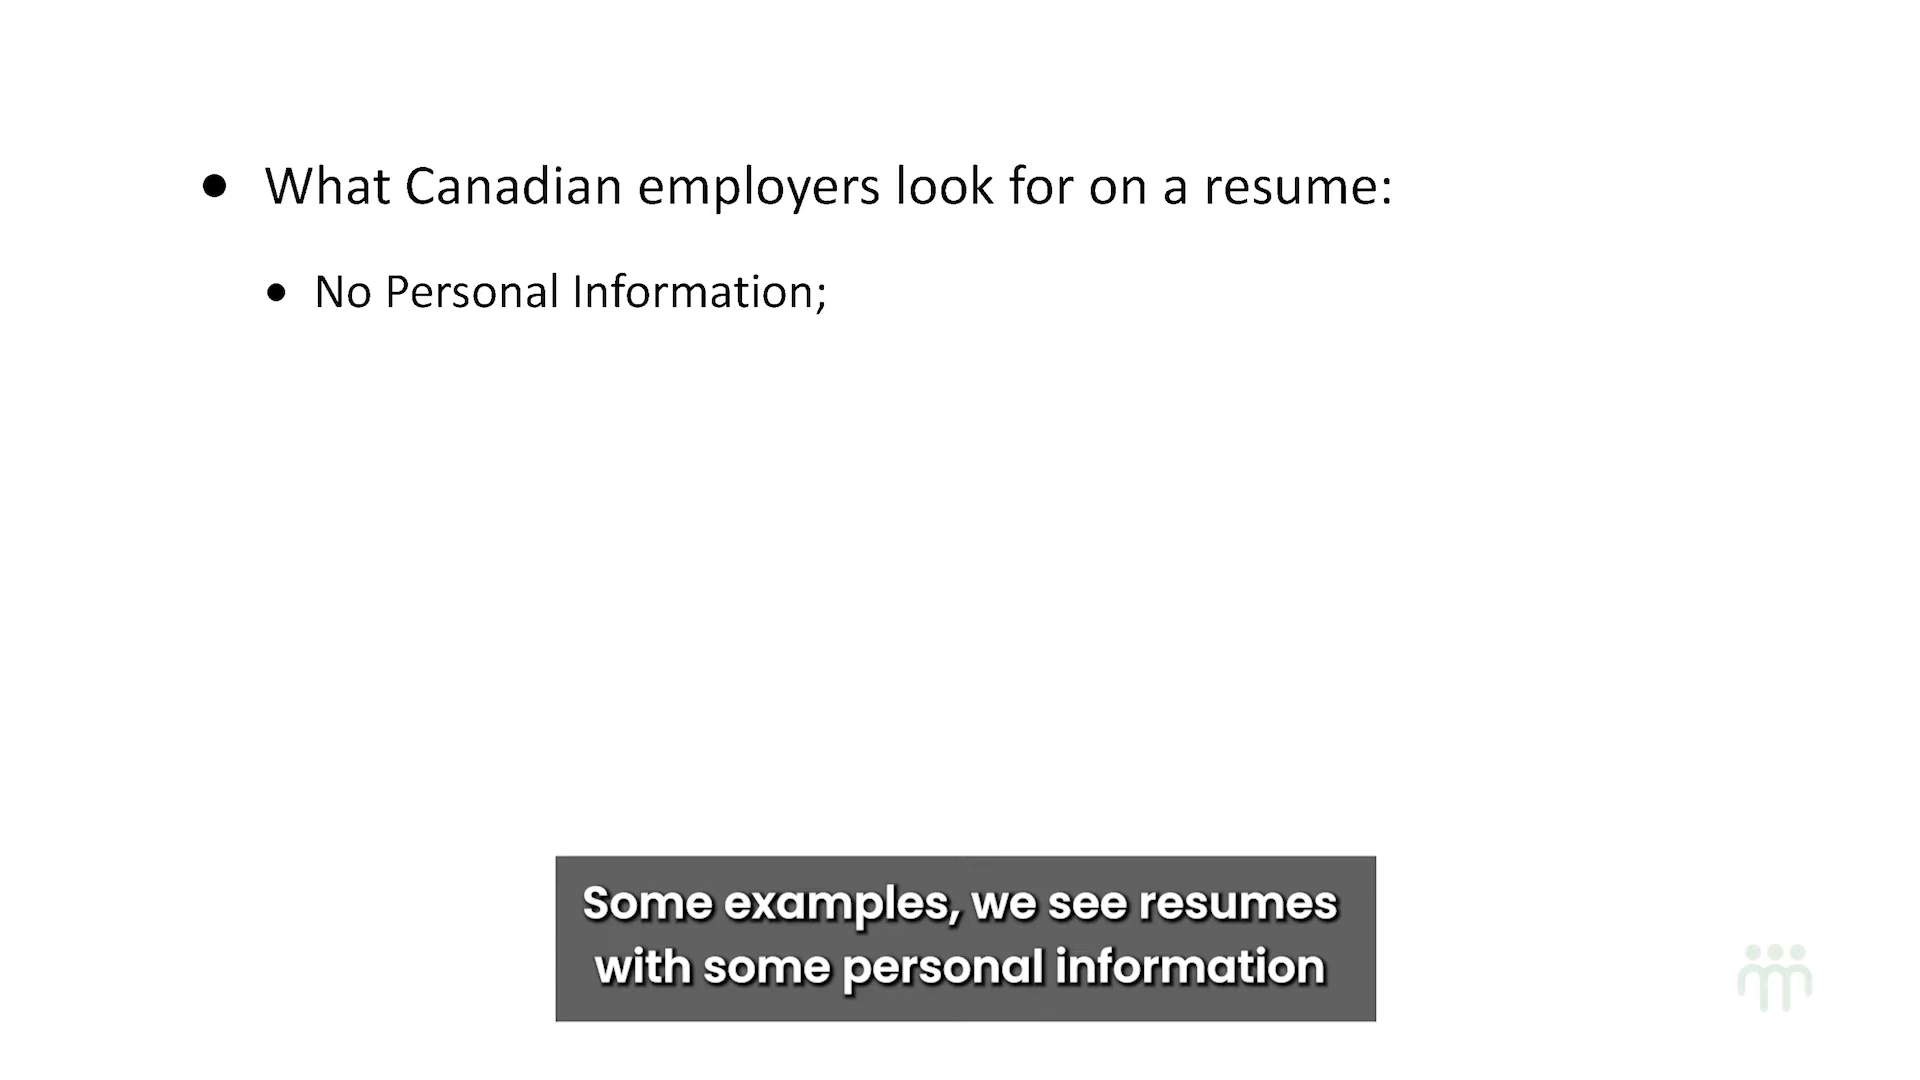 • What Canadian employers look for on a resume:
• No Personal Information;
Some examples, we see resumes
with some personal information